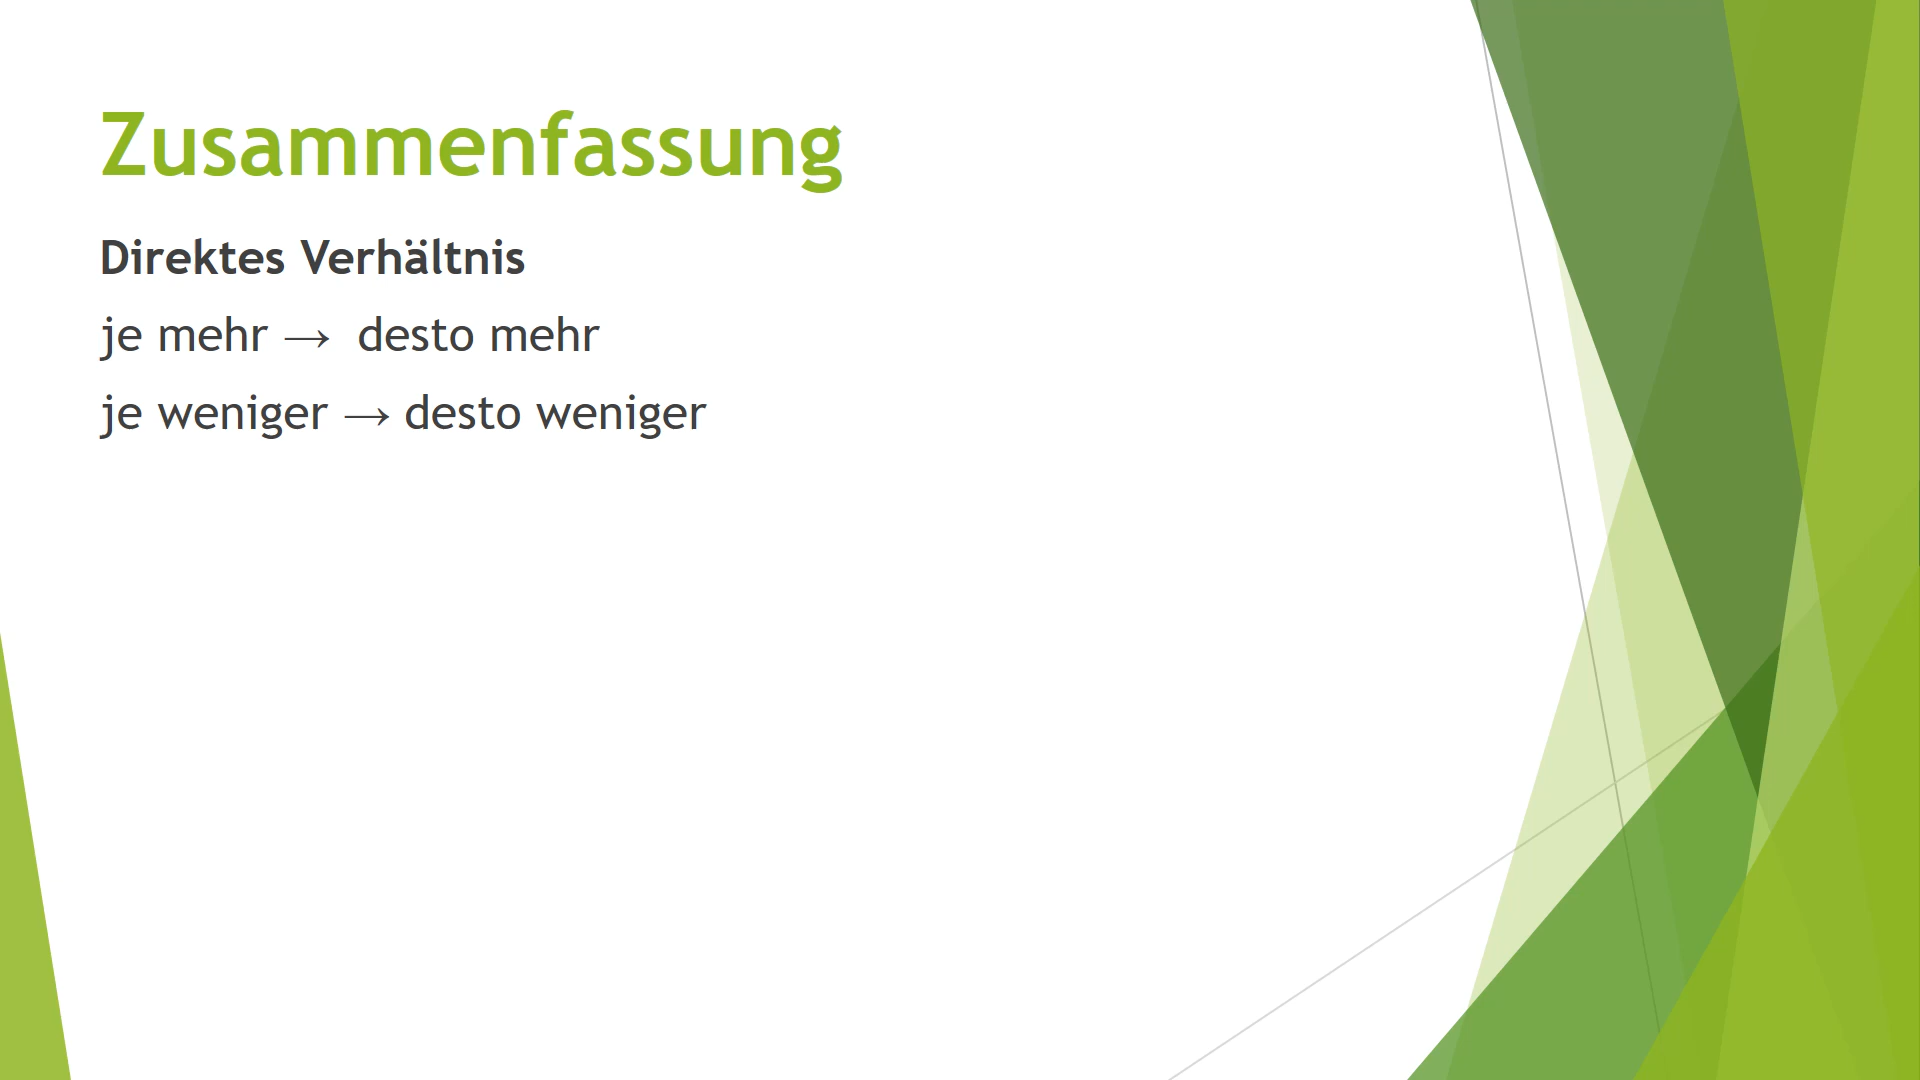 Zusammenfassung
Direktes Verhältnis
je mehr → desto mehr
je weniger → desto weniger